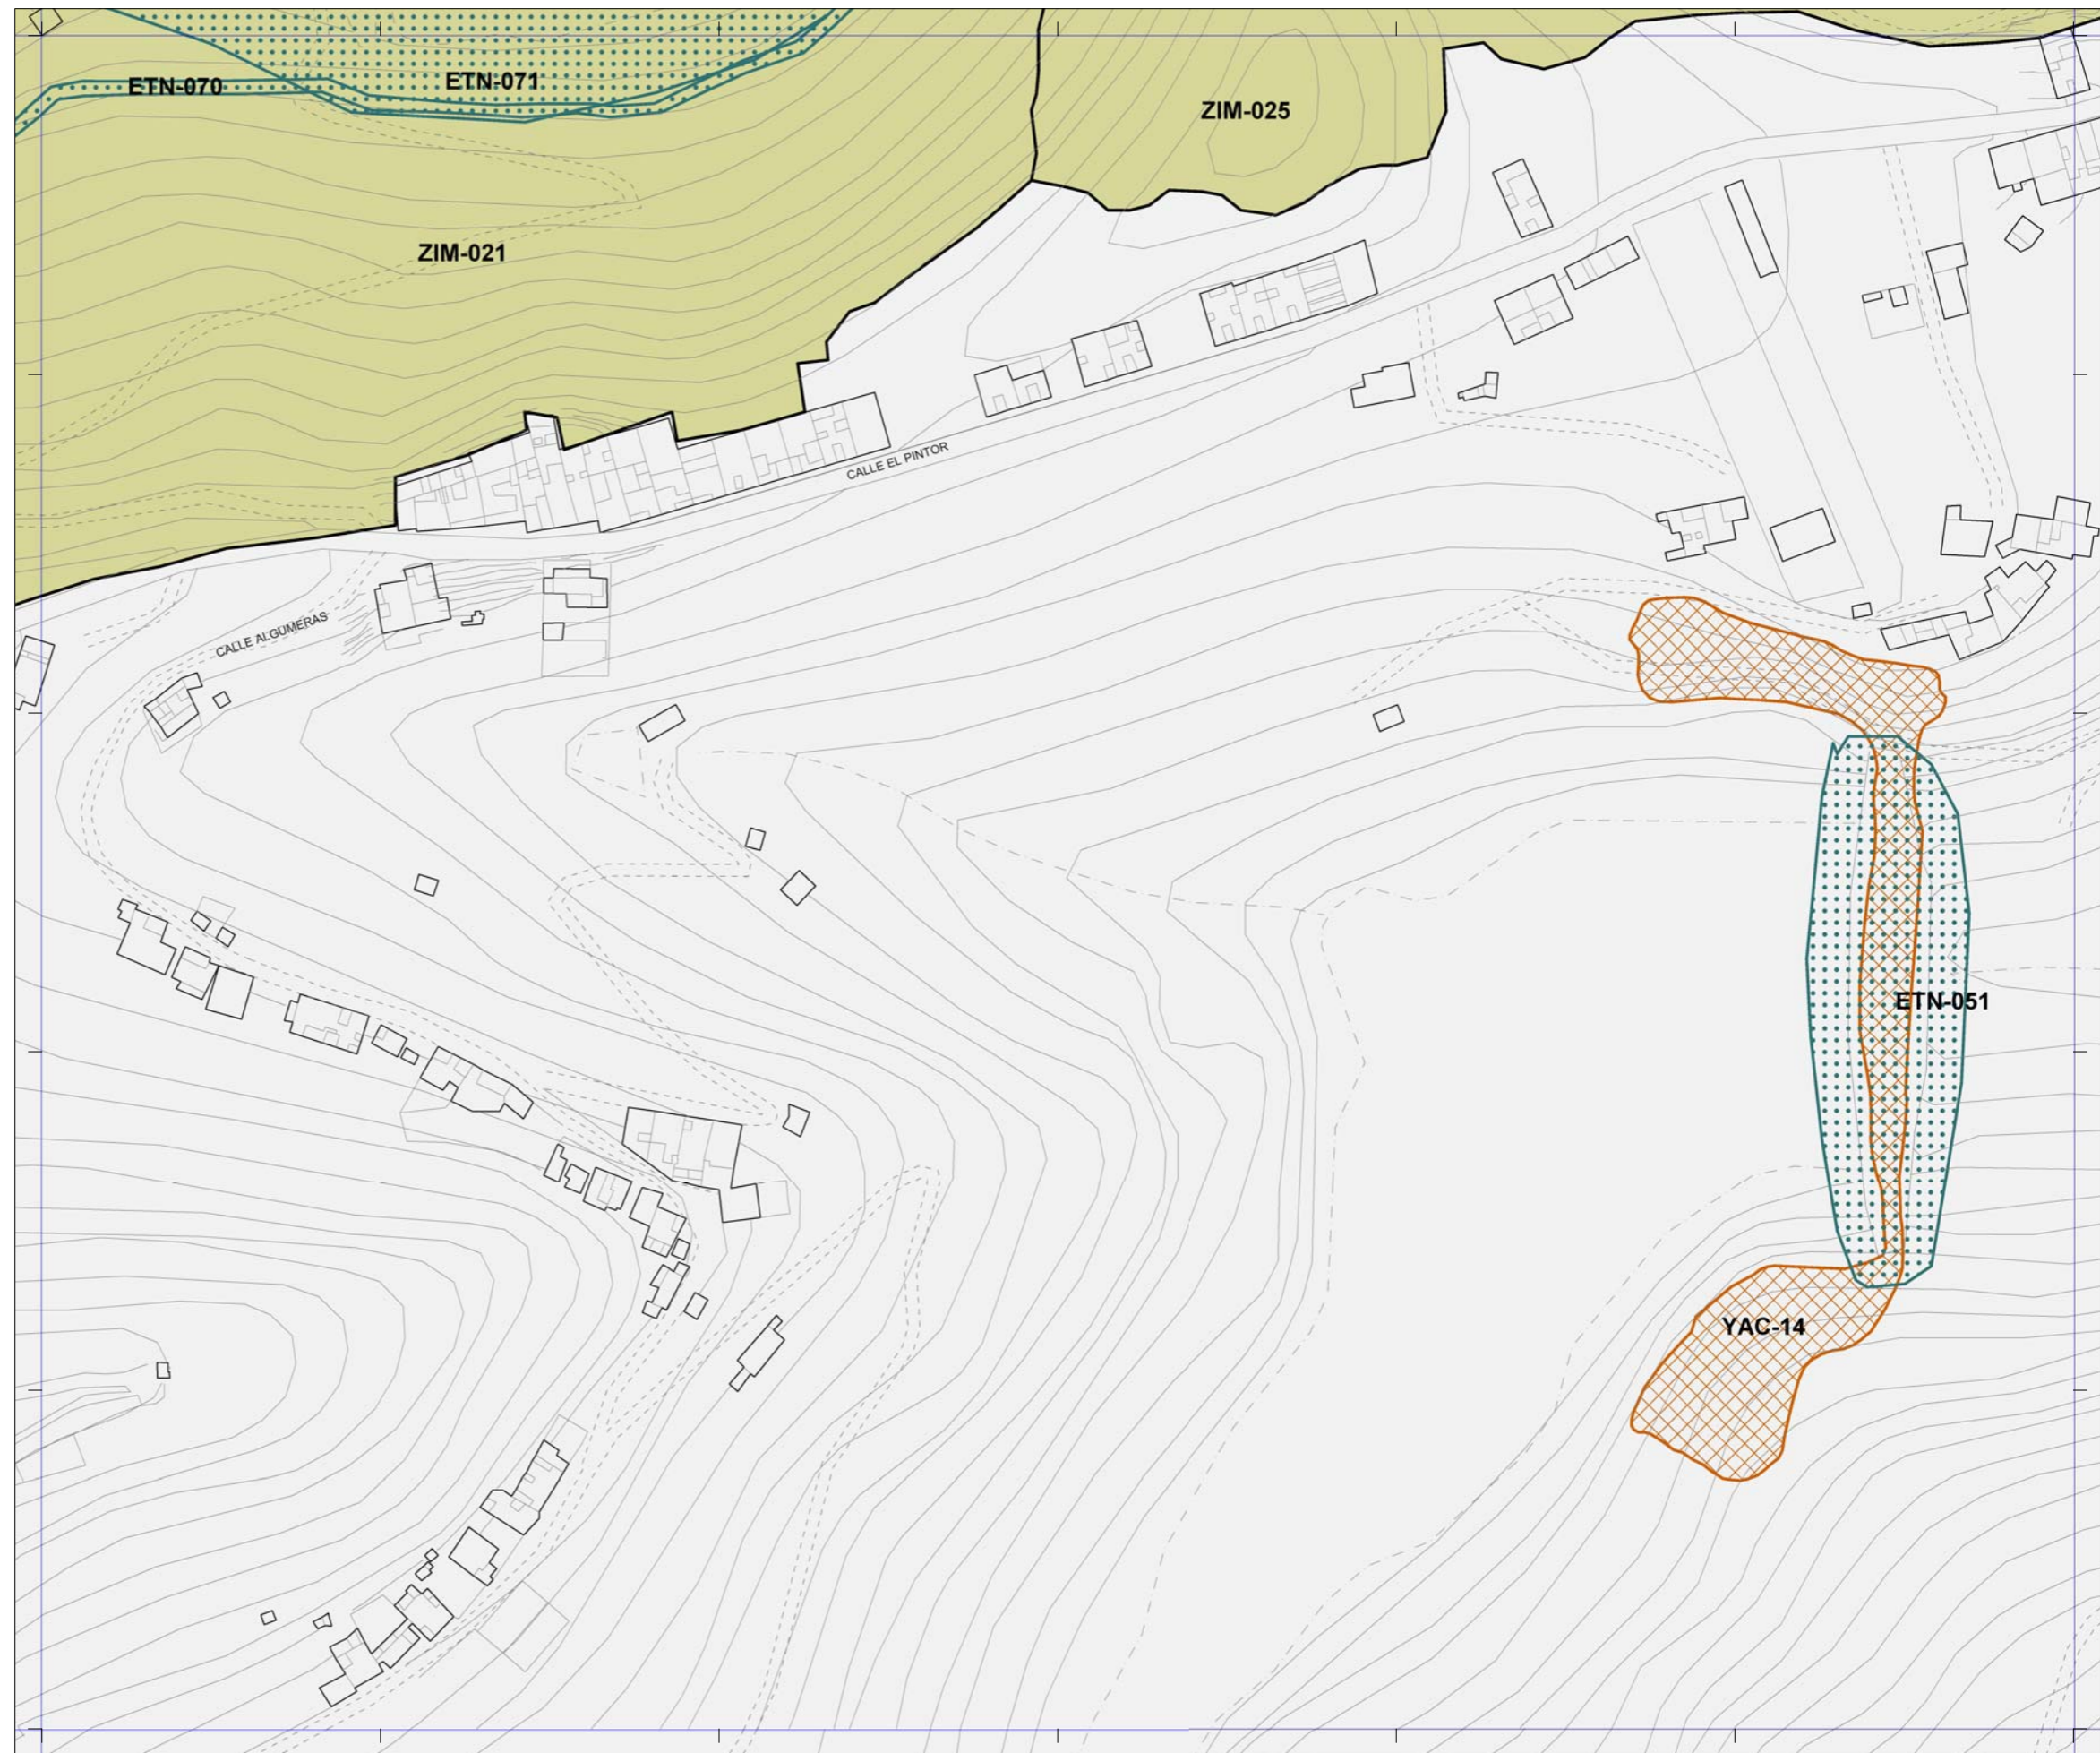 ETN-070
ETN-071
ZIM-025
ZIM-021
CALLE EL PINTOR
CALLE ALGUMERAS
ETN-051
YAC-14